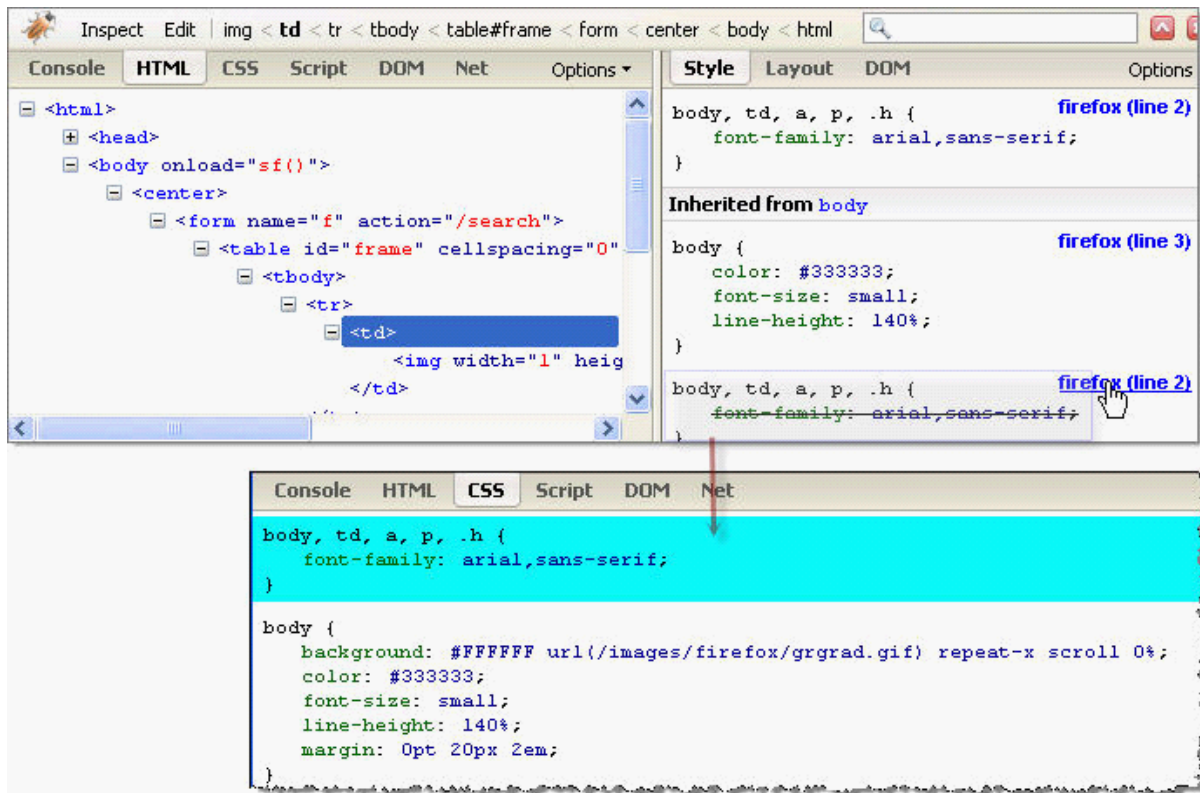 Inspect Edit | img < td < tr < tbody < table#frame < form < center < body < html
Console HTML CSS Script DOM Net Options
<html>
<head>
<body onload="sf()">
<center>
<form name="f" action="/search">
<table id="frame" cellspacing="0"
<tbody>
<tr>
<td>
<img width="1" heig
</td>
Style Layout DOM Options
body, td, a, p, .h { firefox (line 2)
font-family: arial,sans-serif;
}
Inherited from body
body { firefox (line 3)
color: #333333;
font-size: small;
line-height: 140%;
}
body, td, a, p, .h { firefox (line 2)
font-family: arial,sans-serif;
}
Console HTML CSS Script DOM Net
body, td, a, p, .h {
font-family: arial,sans-serif;
}
body {
background: #FFFFFF url(/images/firefox/grgrad.gif) repeat-x scroll 0%;
color: #333333;
font-size: small;
line-height: 140%;
margin: 0pt 20px 2em;
}